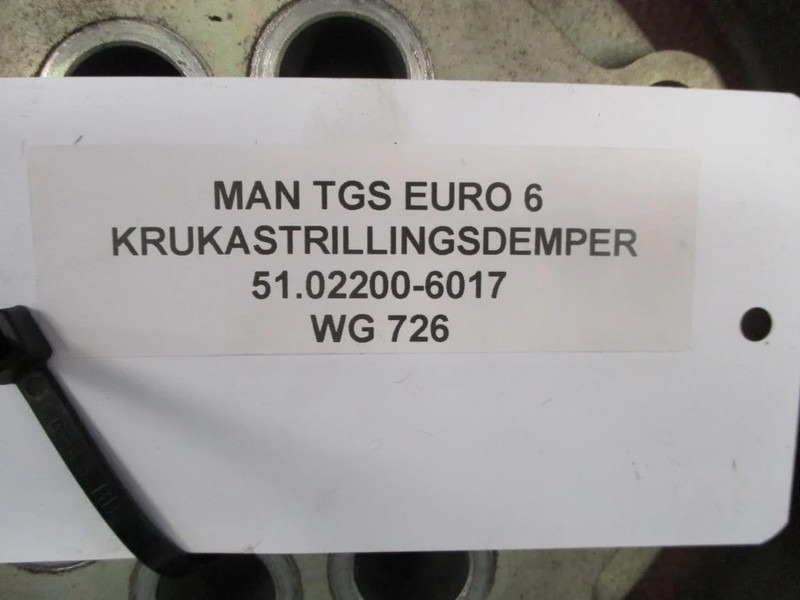 MAN TGS EURO 6
KRUKASTRILLINGSDEMPER
51.02200-6017
WG 726